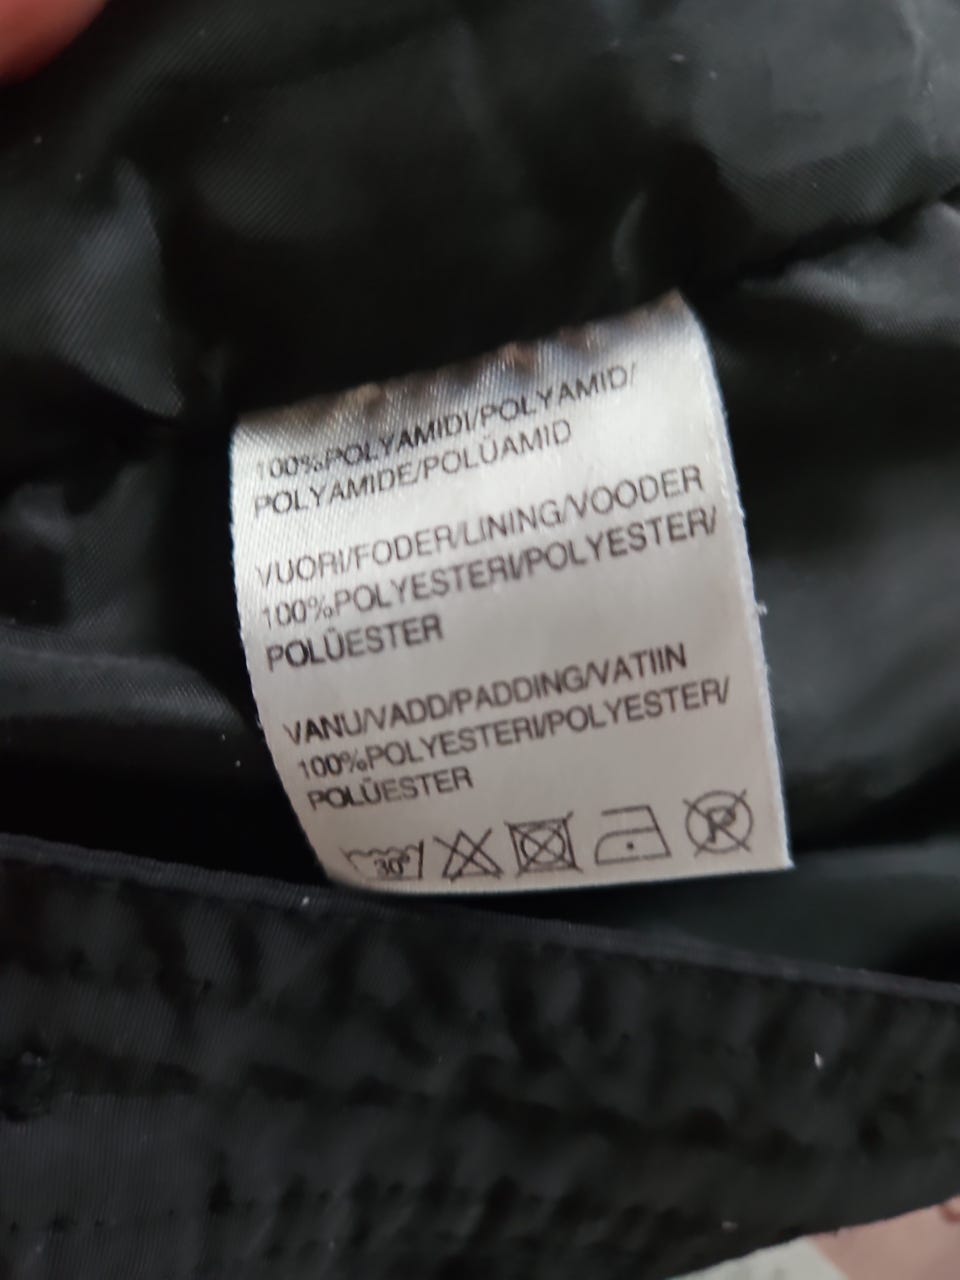 100%POLYAMIDI/POLYAMID/
POLYAMIDE/POLÜAMID
VUORI/FODER/LINING/VOODER
100%POLYESTERI/POLYESTER/
POLÜESTER
VANU/VADD/PADDING/VATIIN
100%POLYESTERI/POLYESTER/
POLÜESTER
30° P